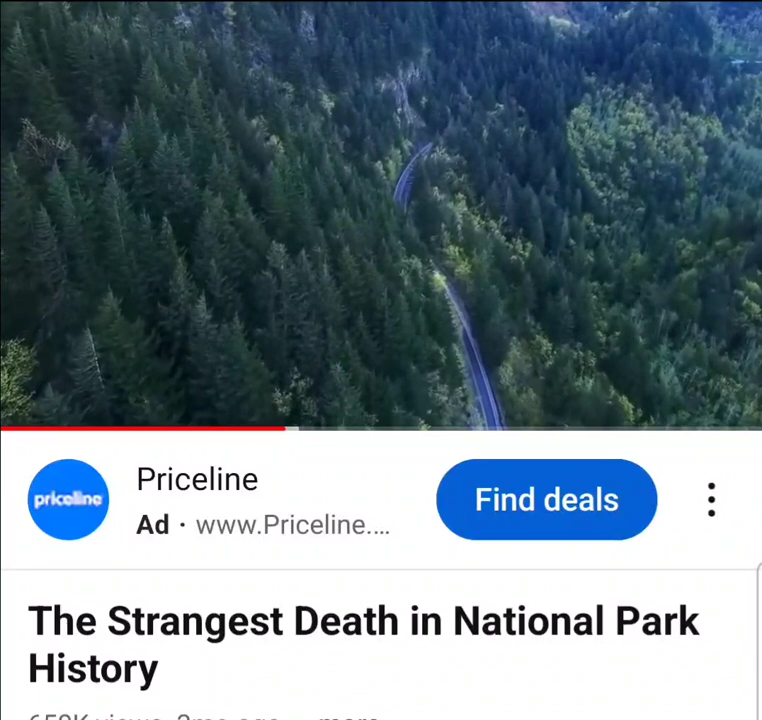 priceline
Priceline
Ad · www.Priceline....
Find deals
The Strangest Death in National Park
History